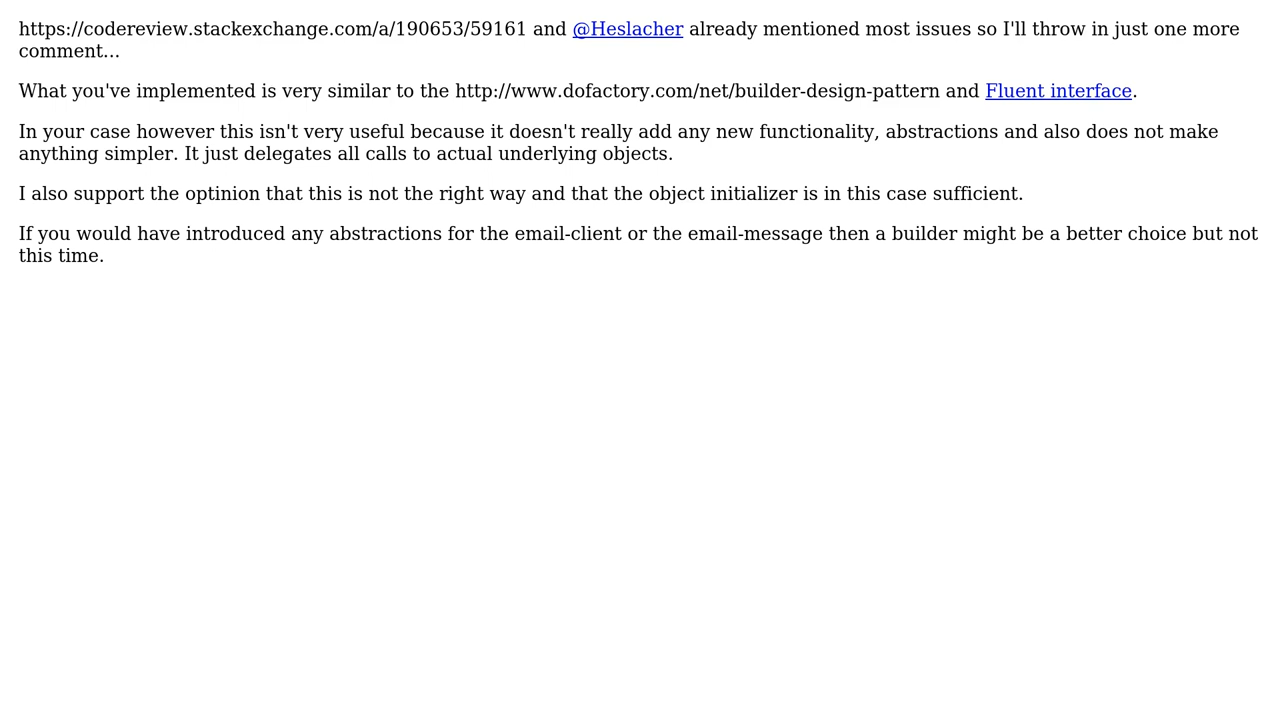 https://codereview.stackexchange.com/a/190653/59161 and @Heslacher already mentioned most issues so I'll throw in just one more
comment...
What you've implemented is very similar to the http://www.dofactory.com/net/builder-design-pattern and Fluent interface.
In your case however this isn't very useful because it doesn't really add any new functionality, abstractions and also does not make
anything simpler. It just delegates all calls to actual underlying objects.
I also support the optinion that this is not the right way and that the object initializer is in this case sufficient.
If you would have introduced any abstractions for the email-client or the email-message then a builder might be a better choice but not
this time.